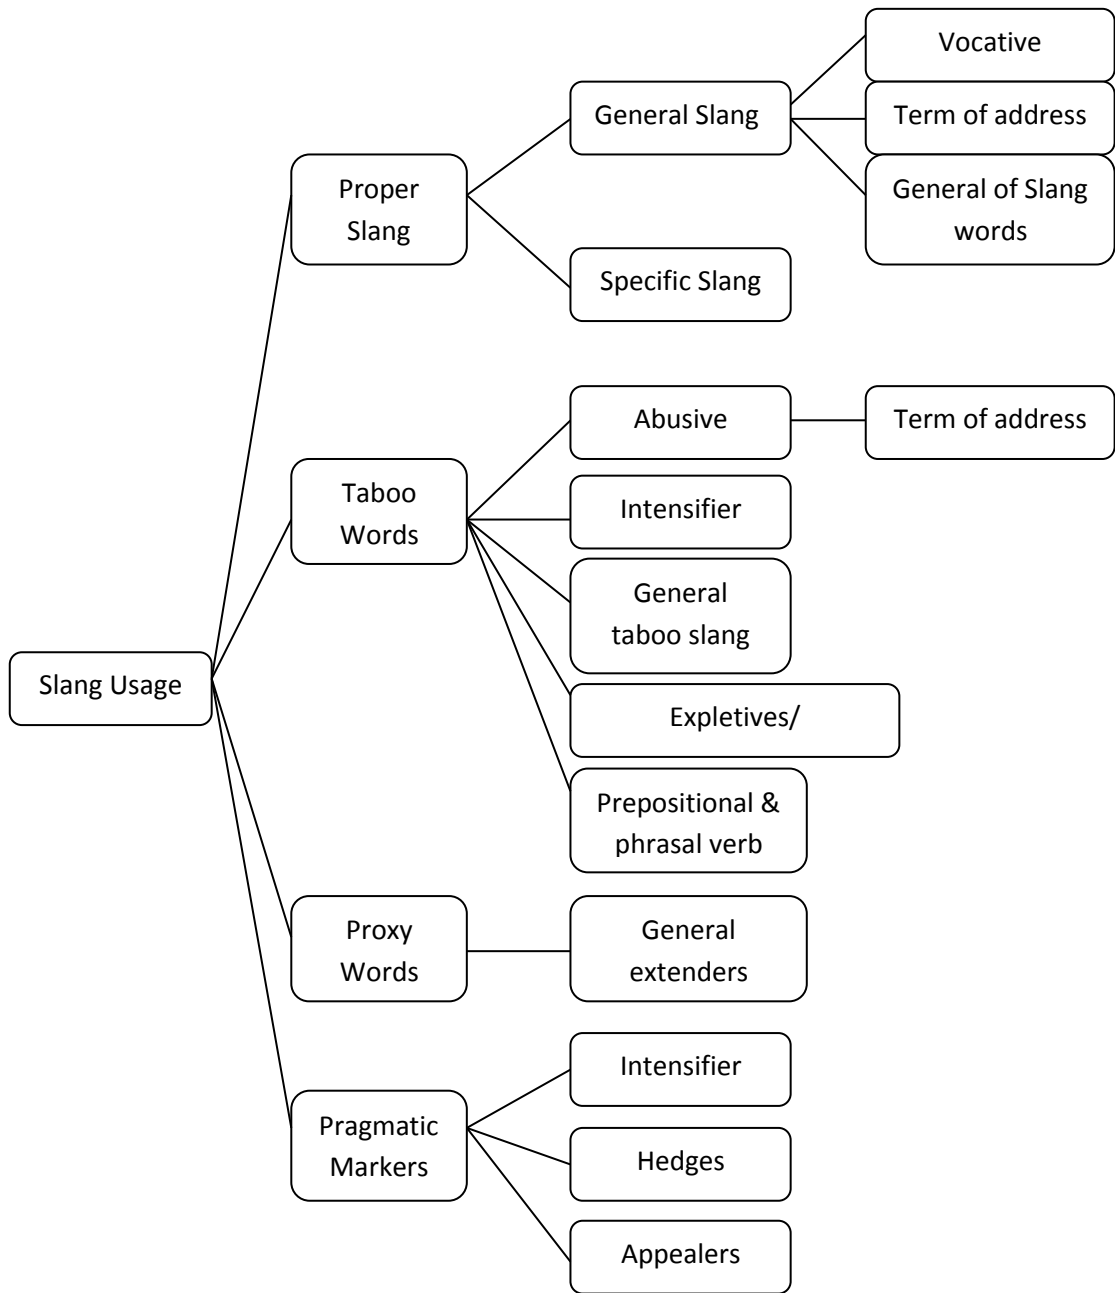 Vocative
General Slang
Term of address
Proper
Slang
General of Slang
words
Specific Slang
Abusive
Term of address
Taboo
Words
Intensifier
General
taboo slang
Slang Usage
Expletives/
Prepositional &
phrasal verb
Proxy
Words
General
extenders
Intensifier
Pragmatic
Markers
Hedges
Appealers